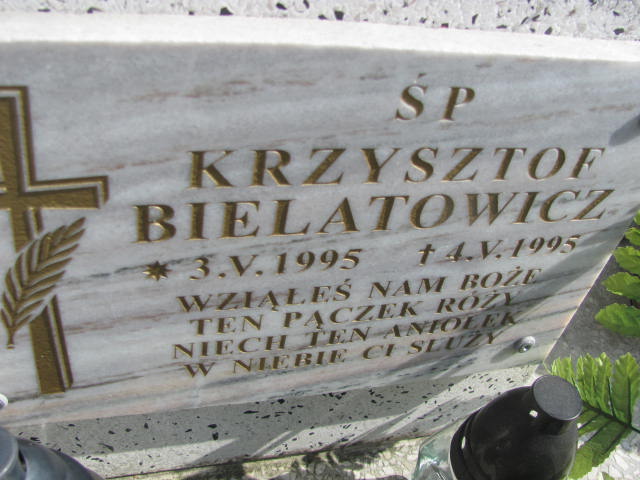 ŚP
KRZYSZTOF
BIELATOWICZ
* 3.V.1995 † 4.V.1995
WZIĄŁEŚ NAM BOŻE
TEN PĄCZEK RÓŻY
NIECH TEN ANIOŁEK
W NIEBIE CI SŁUŻY